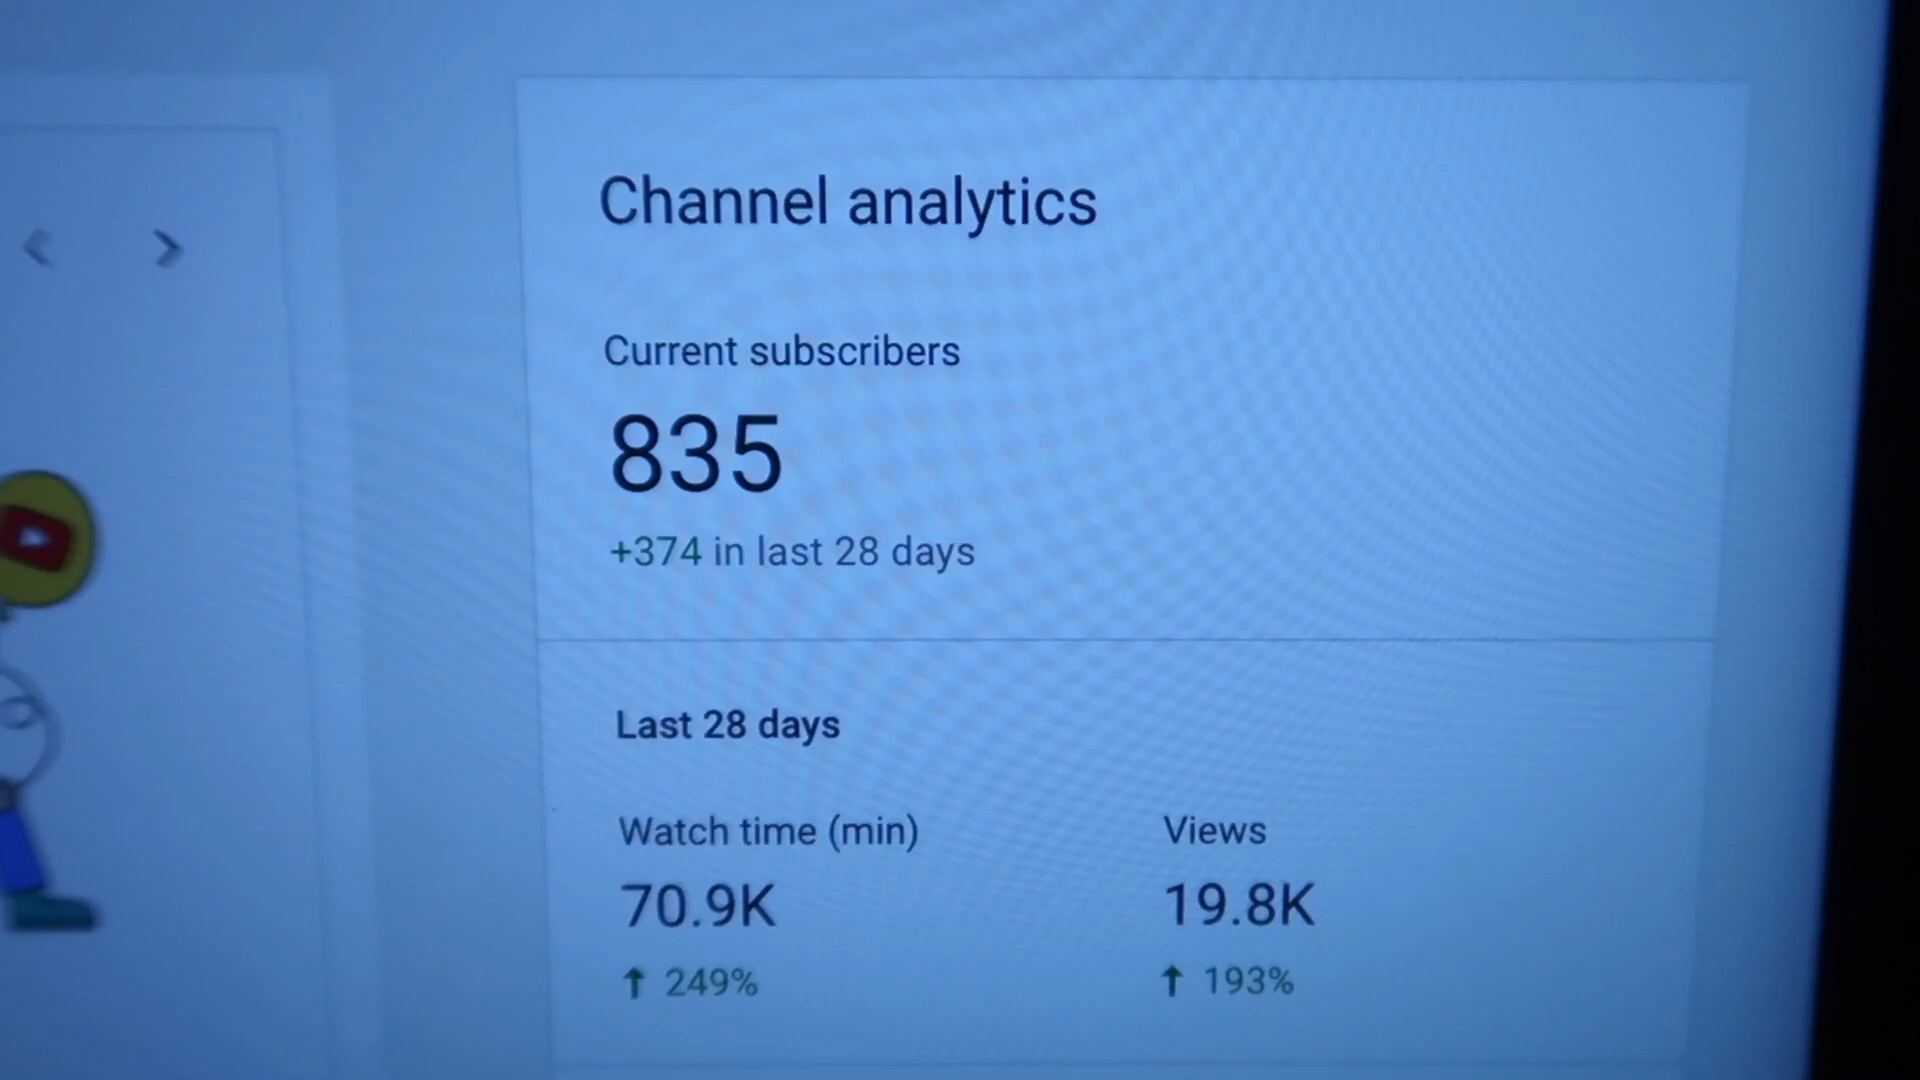 Channel analytics
Current subscribers
835
+374 in last 28 days
Last 28 days
Watch time (min)
Views
70.9K
19.8K
↑ 249%
↑ 193%